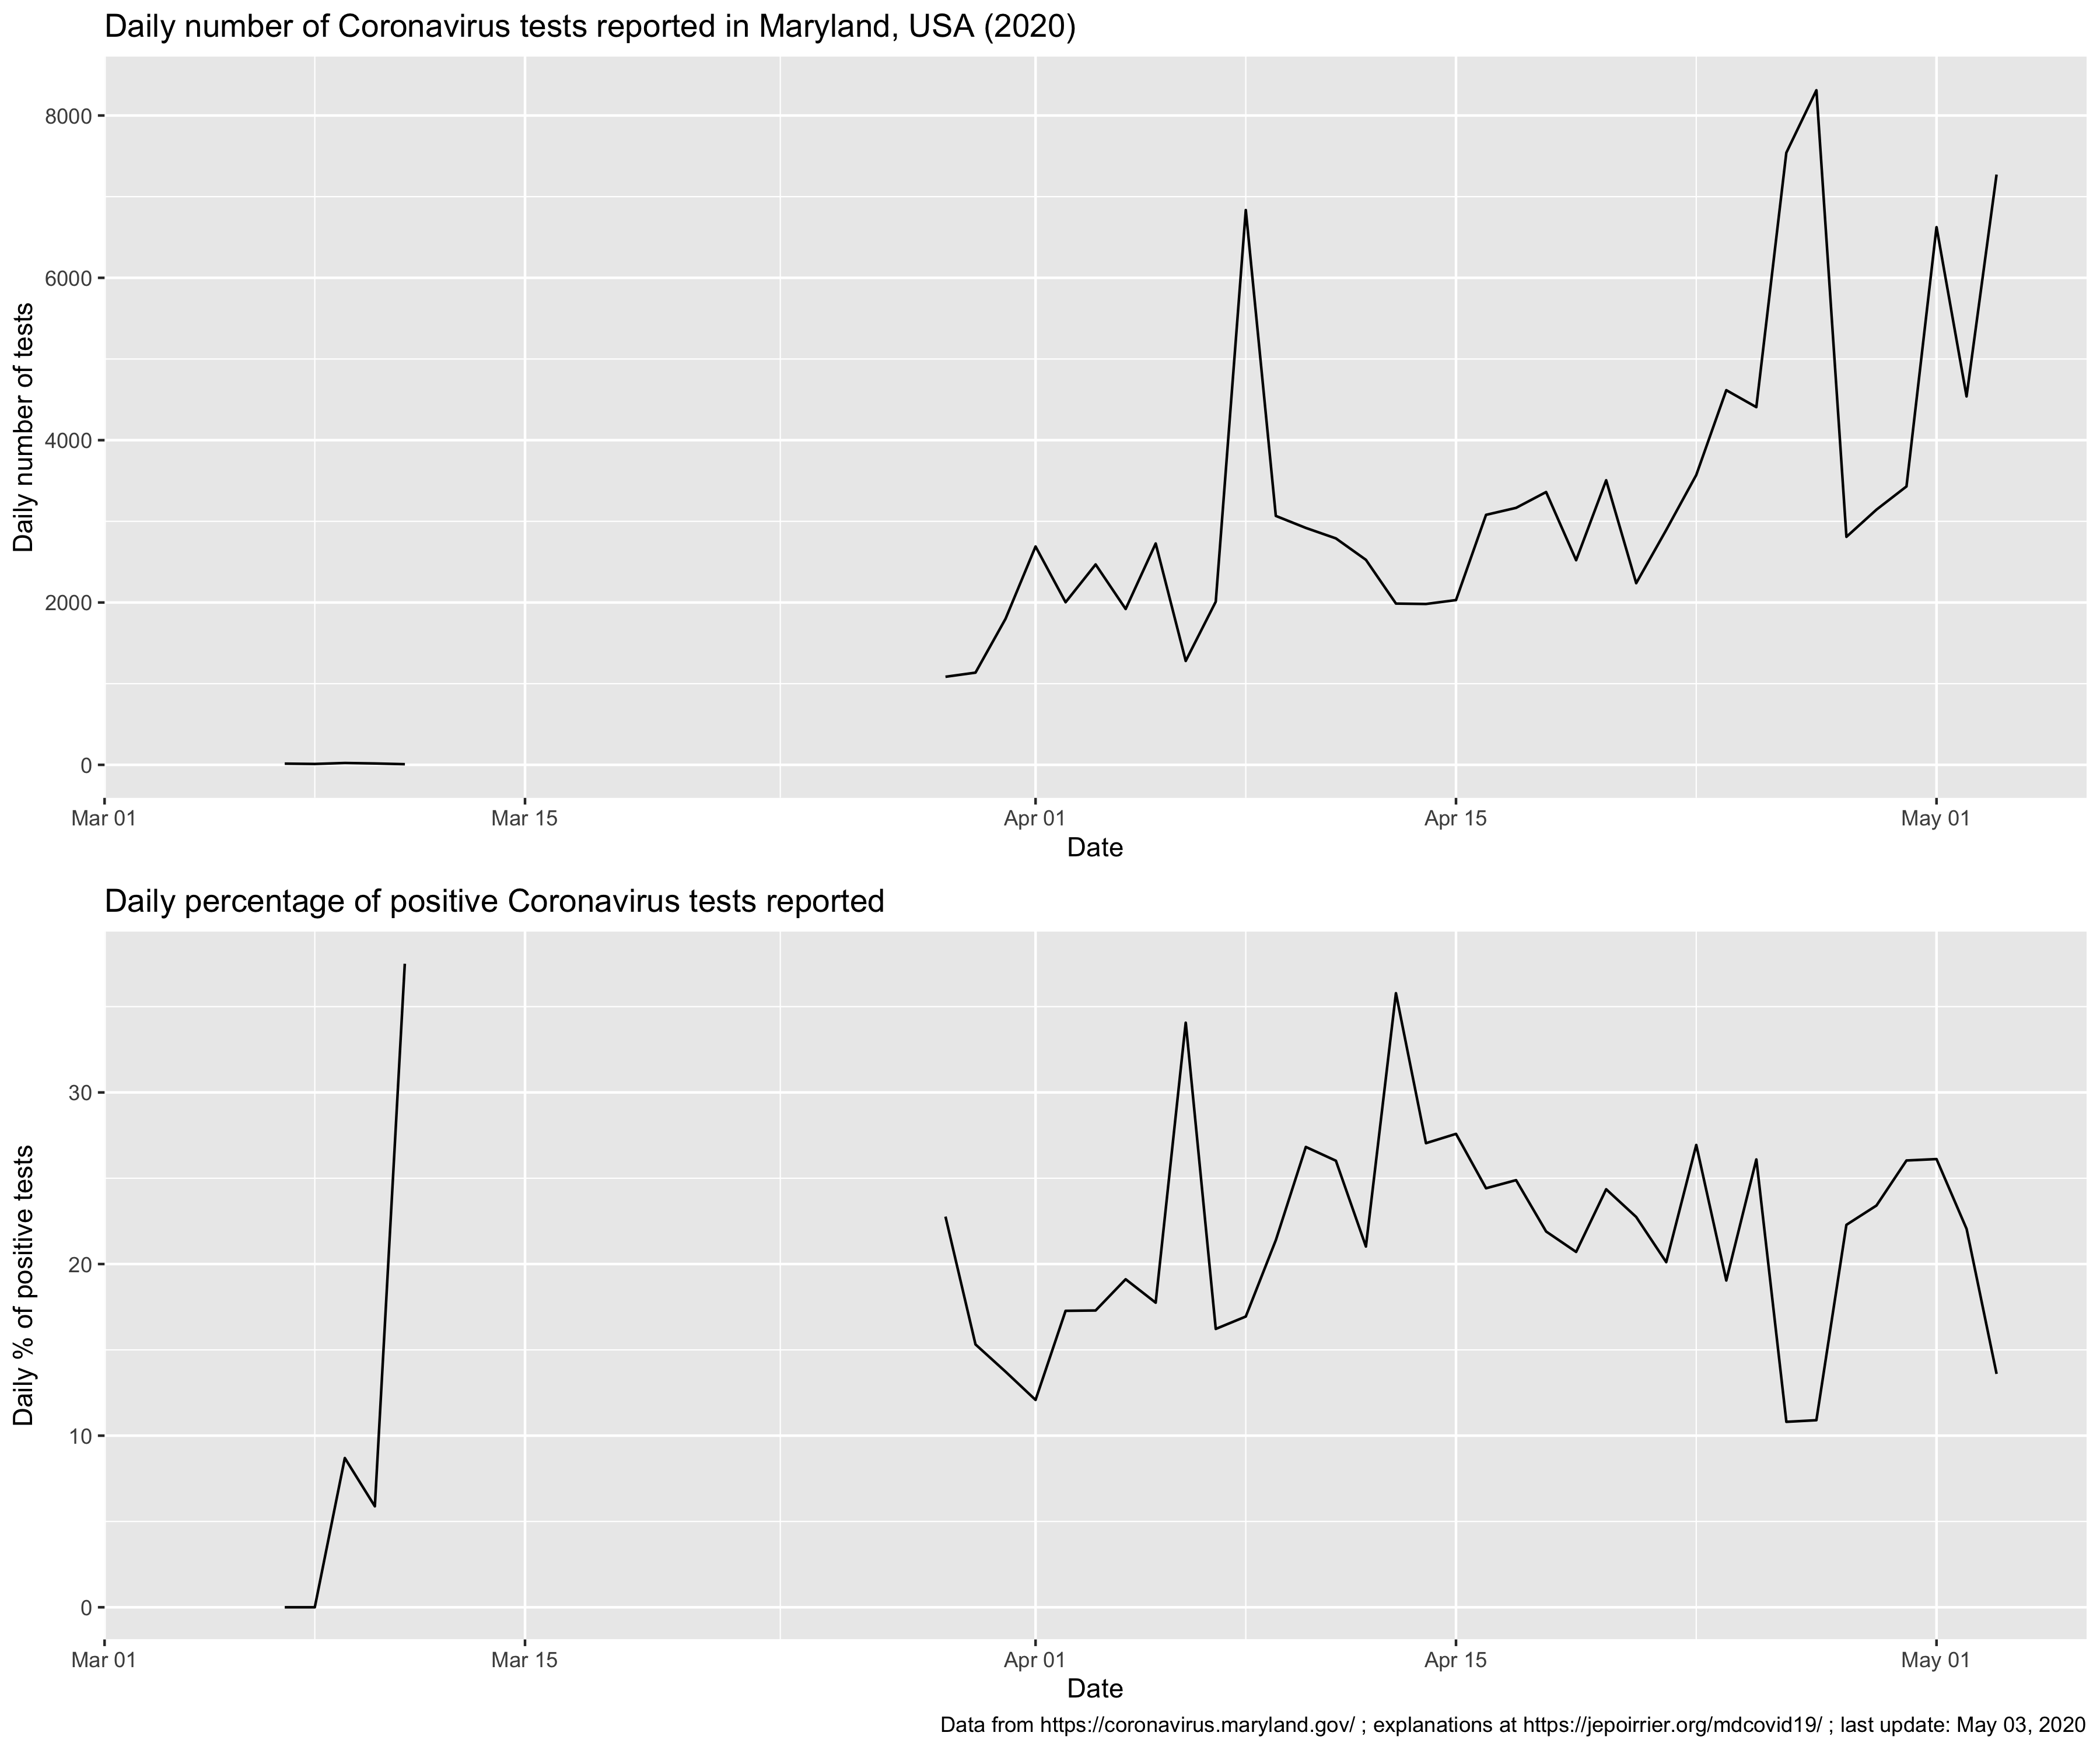 Daily number of Coronavirus tests reported in Maryland, USA (2020)
Daily number of tests
8000
6000
4000
2000
0
Mar 01 Mar 15 Apr 01 Apr 15 May 01
Date
Daily percentage of positive Coronavirus tests reported
Daily % of positive tests
30
20
10
0
Mar 01 Mar 15 Apr 01 Apr 15 May 01
Date
Data from https://coronavirus.maryland.gov/ ; explanations at https://jepoirrier.org/mdcovid19/ ; last update: May 03, 2020